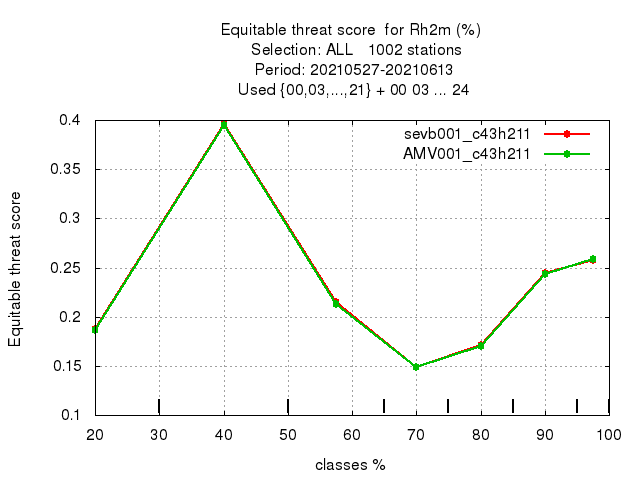 Equitable threat score  for Rh2m (%)
Selection: ALL   1002 stations
Period: 20210527-20210613
Used {00,03,...,21} + 00 03 ... 24
sevb001_c43h211
AMV001_c43h211
Equitable threat score
0.4
0.35
0.3
0.25
0.2
0.15
0.1
20 30 40 50 60 70 80 90 100
classes %